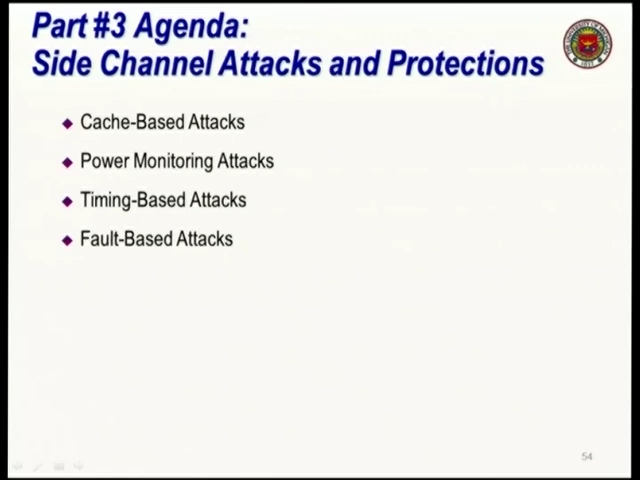 Part #3 Agenda:
Side Channel Attacks and Protections
Cache-Based Attacks
Power Monitoring Attacks
Timing-Based Attacks
Fault-Based Attacks
54